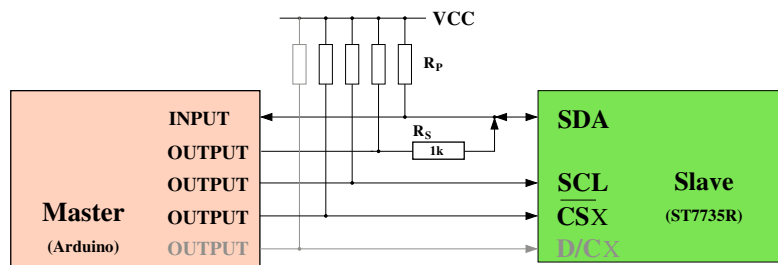 VCC
R_P
INPUT
SDA
R_S
1k
OUTPUT
OUTPUT
SCL
Slave
Master
OUTPUT
CSX
(ST7735R)
(Arduino)
OUTPUT
D/CX